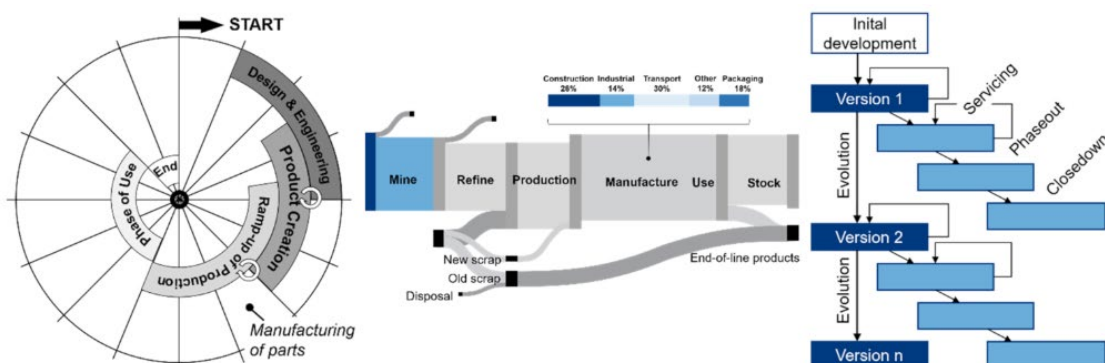 START
Design & Engineering
Product Creation
Ramp-up of Production
Phase of Use
End
Manufacturing
of parts
Construction Industrial Transport Other Packaging
26% 14% 30% 12% 18%
Mine
Refine
Production
Manufacture
Use
Stock
New scrap
Old scrap
Disposal
End-of-line products
Inital
development
Version 1
Servicing
Phaseout
Closedown
Evolution
Version 2
Evolution
Version n